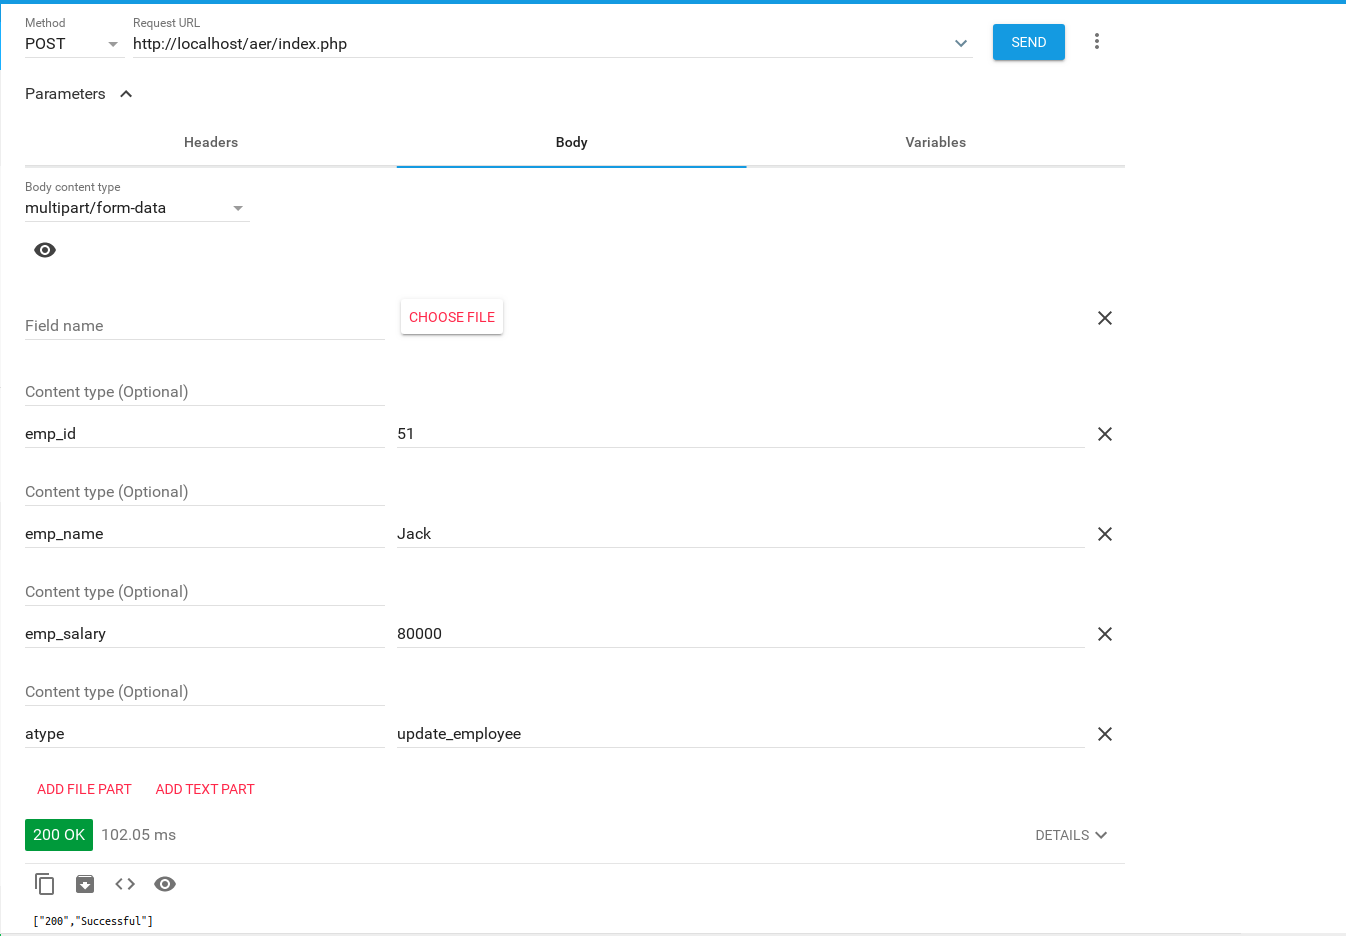 Method
Request URL
POST
http://localhost/aer/index.php
SEND
Parameters
Headers
Body
Variables
Body content type
multipart/form-data
Field name
CHOOSE FILE
Content type (Optional)
emp_id
51
Content type (Optional)
emp_name
Jack
Content type (Optional)
emp_salary
80000
Content type (Optional)
atype
update_employee
ADD FILE PART
ADD TEXT PART
200 OK
102.05 ms
DETAILS
["200","Successful"]